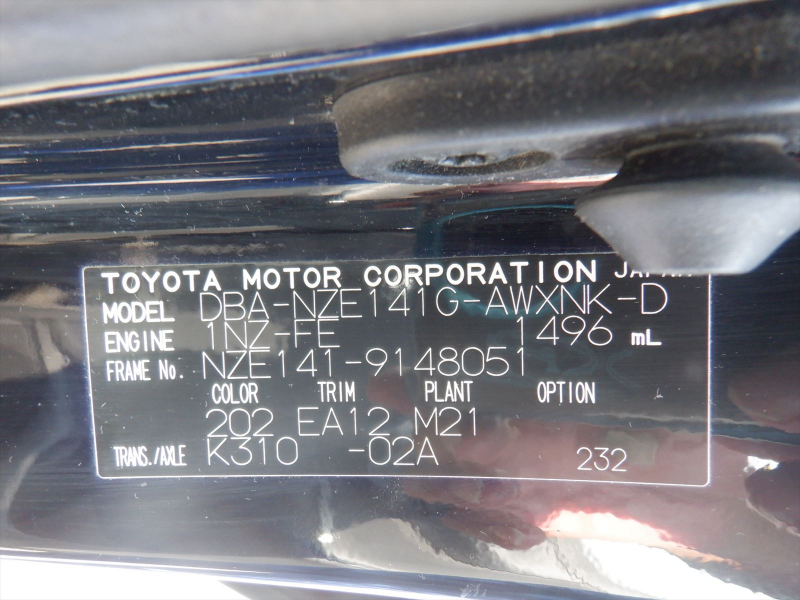 TOYOTA MOTOR CORPORATION JAPAN
MODEL DBA-NZE141G-AWXNK-D
ENGINE 1NZ-FE 1496 mL
FRAME No. NZE141-9148051
COLOR TRIM PLANT OPTION
202 EA12 M21
TRANS./AXLE K310 -02A 232